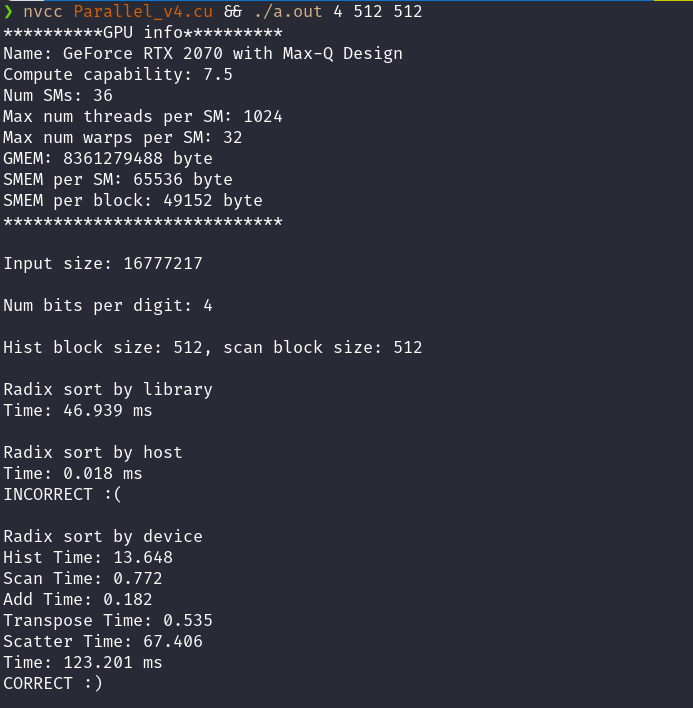 ❯ nvcc Parallel_v4.cu && ./a.out 4 512 512
**********GPU info**********
Name: GeForce RTX 2070 with Max-Q Design
Compute capability: 7.5
Num SMs: 36
Max num threads per SM: 1024
Max num warps per SM: 32
GMEM: 8361279488 byte
SMEM per SM: 65536 byte
SMEM per block: 49152 byte
****************************
Input size: 16777217
Num bits per digit: 4
Hist block size: 512, scan block size: 512
Radix sort by library
Time: 46.939 ms
Radix sort by host
Time: 0.018 ms
INCORRECT :(
Radix sort by device
Hist Time: 13.648
Scan Time: 0.772
Add Time: 0.182
Transpose Time: 0.535
Scatter Time: 67.406
Time: 123.201 ms
CORRECT :)